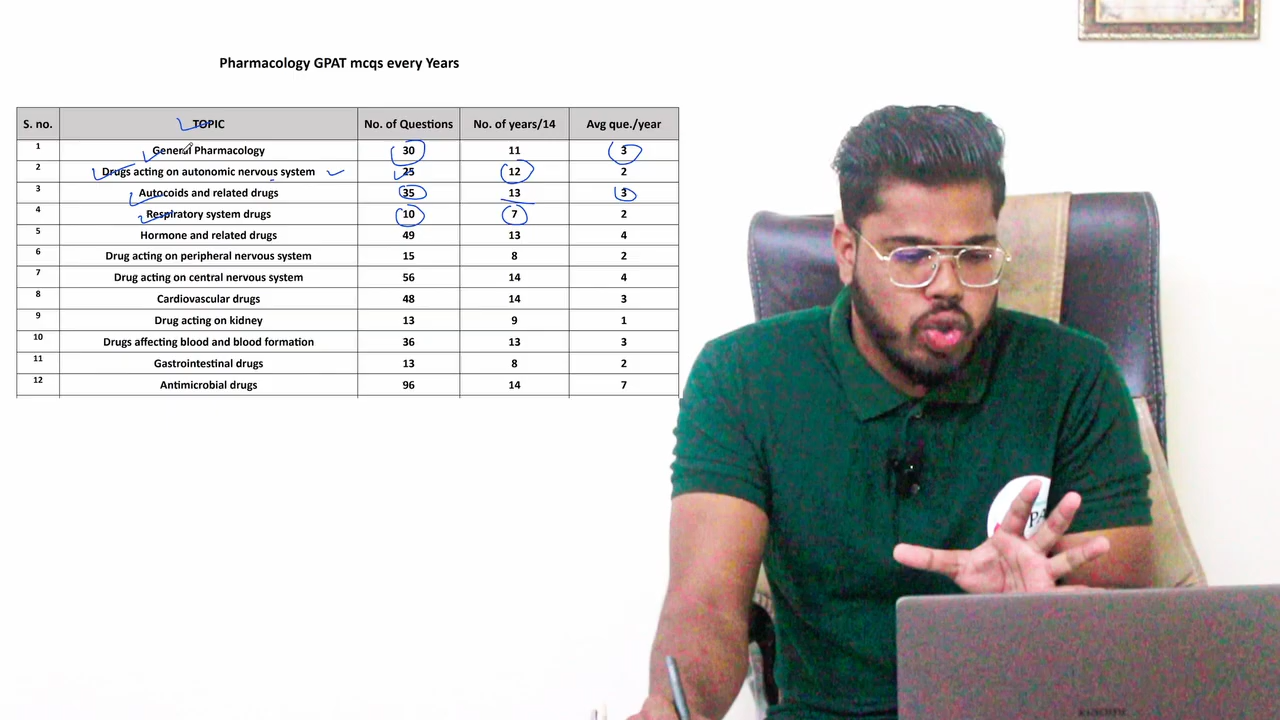 Pharmacology GPAT mcqs every Years
S. no. TOPIC No. of Questions No. of years/14 Avg que./year
1 General Pharmacology 30 11 3
2 Drugs acting on autonomic nervous system 25 12 2
3 Autocoids and related drugs 35 13 3
4 Respiratory system drugs 10 7 2
5 Hormone and related drugs 49 13 4
6 Drug acting on peripheral nervous system 15 8 2
7 Drug acting on central nervous system 56 14 4
8 Cardiovascular drugs 48 14 3
9 Drug acting on kidney 13 9 1
10 Drugs affecting blood and blood formation 36 13 3
11 Gastrointestinal drugs 13 8 2
12 Antimicrobial drugs 96 14 7